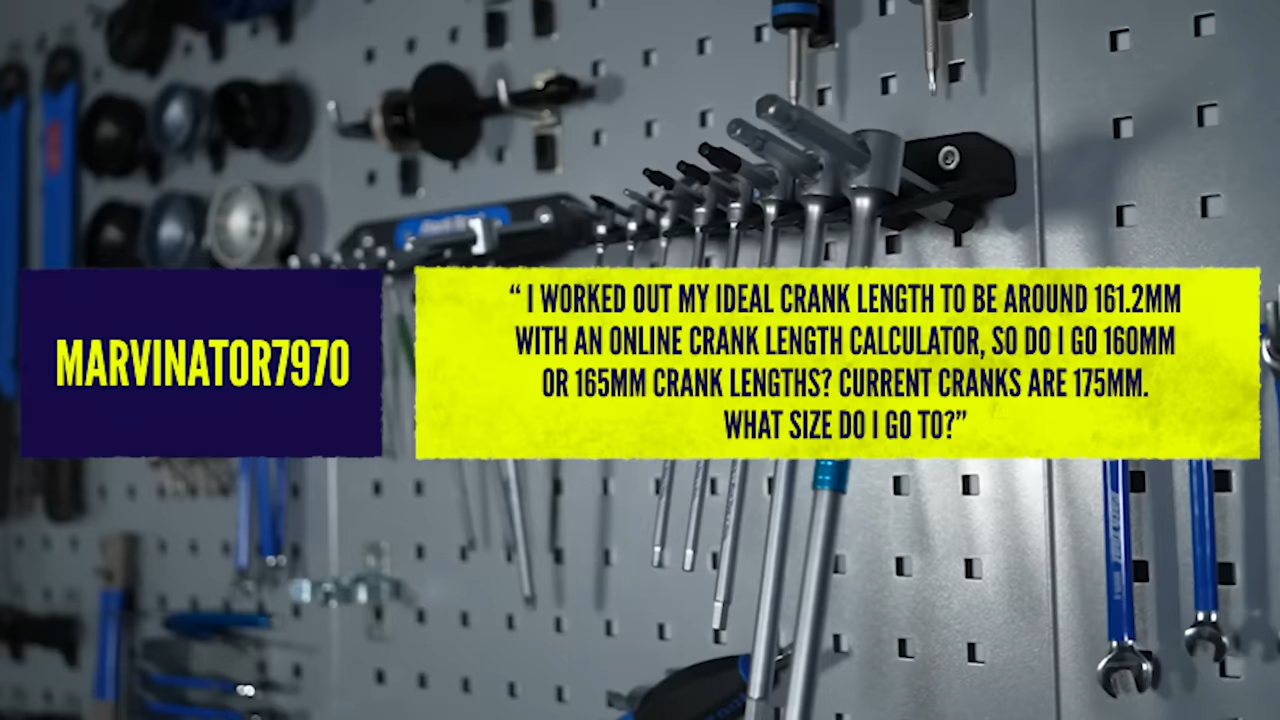 MARVINATOR7970
“ I WORKED OUT MY IDEAL CRANK LENGTH TO BE AROUND 161.2MM
WITH AN ONLINE CRANK LENGTH CALCULATOR, SO DO I GO 160MM
OR 165MM CRANK LENGTHS? CURRENT CRANKS ARE 175MM.
WHAT SIZE DO I GO TO?”